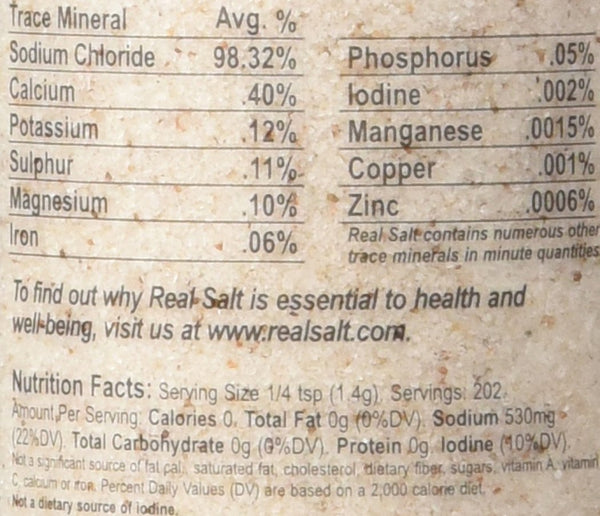 Trace Mineral Avg. %
Sodium Chloride 98.32%
Calcium .40%
Potassium .12%
Sulphur .11%
Magnesium .10%
Iron .06%
Phosphorus .05%
Iodine .002%
Manganese .0015%
Copper .001%
Zinc .0006%
Real Salt contains numerous other
trace minerals in minute quantities
To find out why Real Salt is essential to health and
well-being, visit us at www.realsalt.com.
Nutrition Facts: Serving Size 1/4 tsp (1.4g), Servings: 202,
Amount Per Serving: Calories 0, Total Fat 0g (0%DV), Sodium 530mg
(22%DV), Total Carbohydrate 0g (0%DV), Protein 0g, Iodine (10%DV).
Not a significant source of fat cal., saturated fat, cholesterol, dietary fiber, sugars, vitamin A, vitamin
C, calcium or iron. Percent Daily Values (DV) are based on a 2,000 calorie diet.
Not a dietary source of iodine.